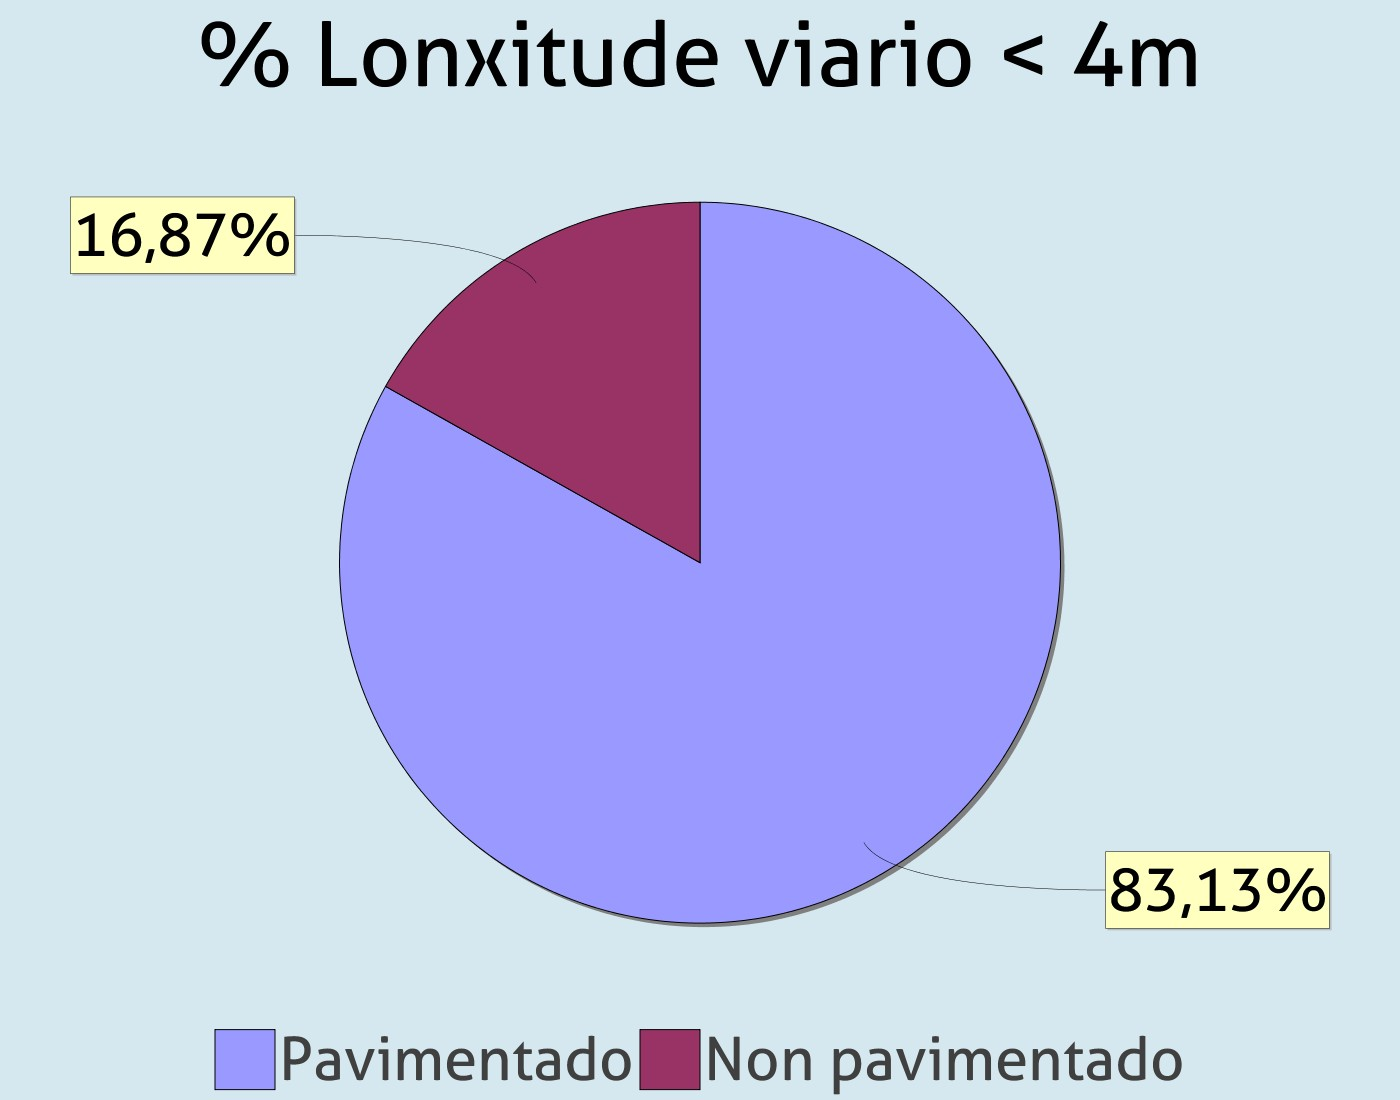 % Lonxitude viario < 4m
16,87%
83,13%
Pavimentado Non pavimentado